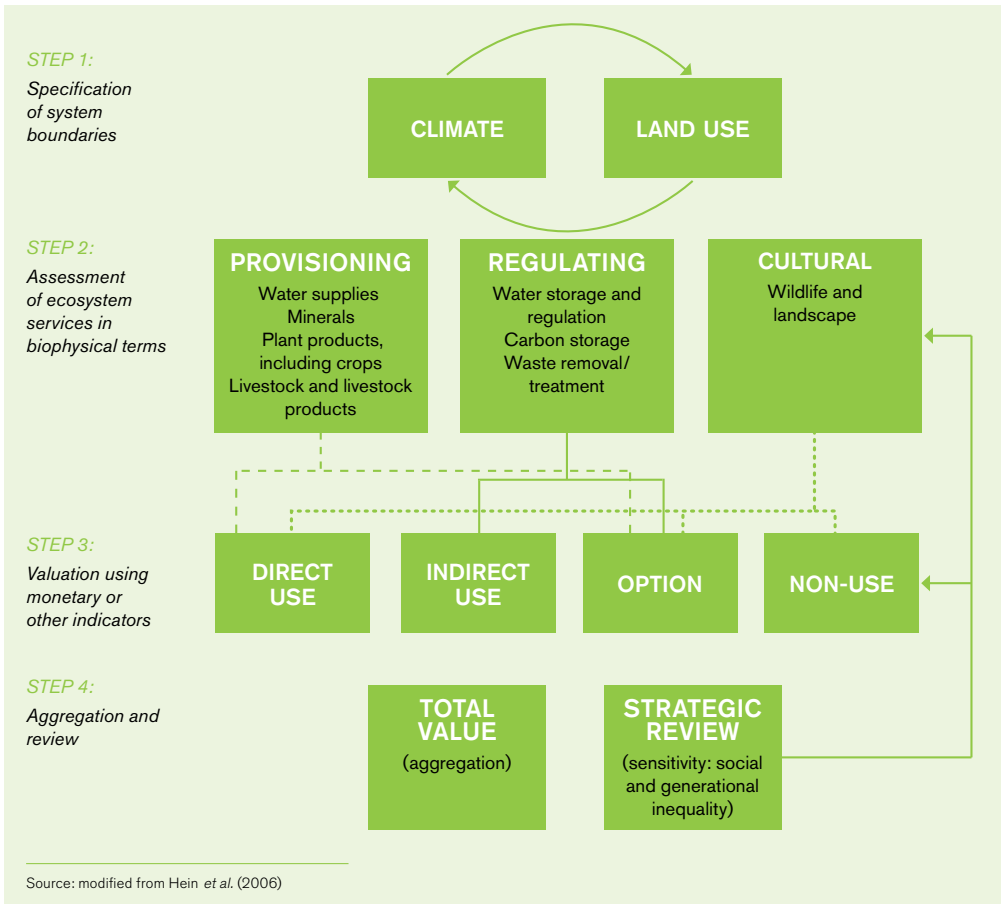 STEP 1:
Specification
of system
boundaries
CLIMATE
LAND USE
STEP 2:
Assessment
of ecosystem
services in
biophysical terms
PROVISIONING
Water supplies
Minerals
Plant products,
including crops
Livestock and livestock
products
REGULATING
Water storage and
regulation
Carbon storage
Waste removal/
treatment
CULTURAL
Wildlife and
landscape
STEP 3:
Valuation using
monetary or
other indicators
DIRECT
USE
INDIRECT
USE
OPTION
NON-USE
STEP 4:
Aggregation and
review
TOTAL
VALUE
(aggregation)
STRATEGIC
REVIEW
(sensitivity: social
and generational
inequality)
Source: modified from Hein et al. (2006)